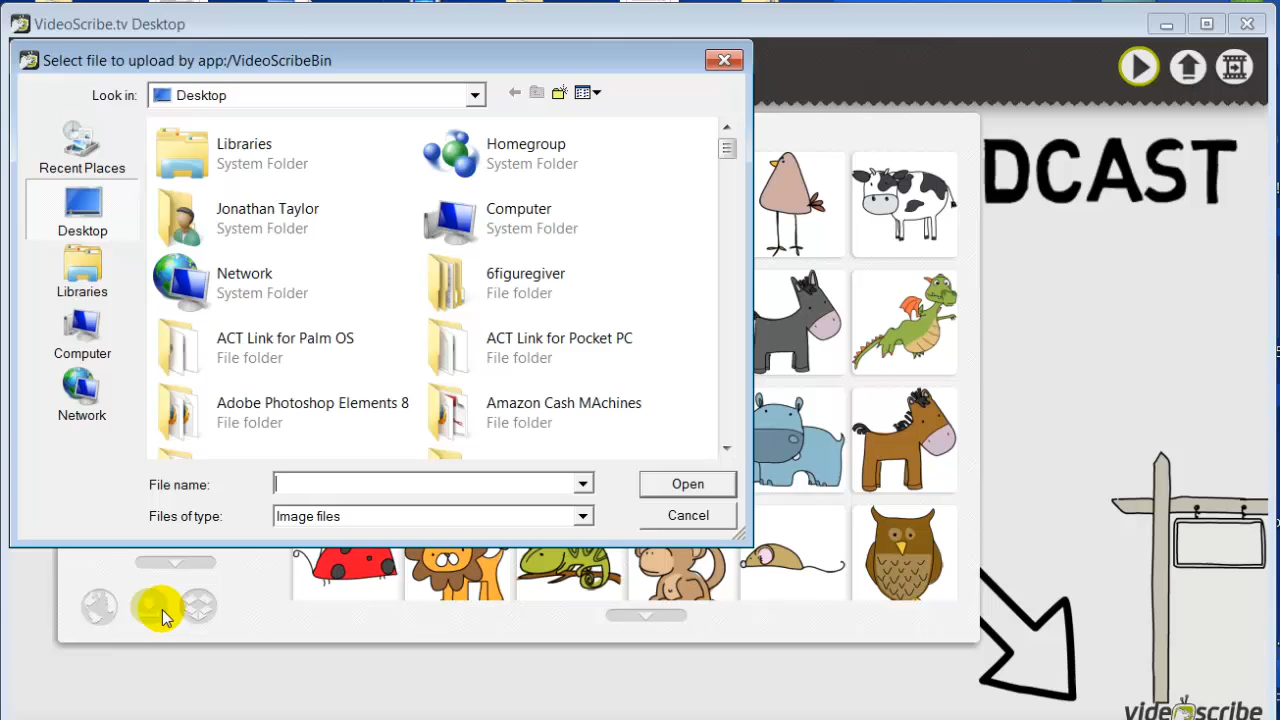 VideoScribe.tv Desktop
Select file to upload by app:/VideoScribeBin
Look in:
Desktop
Recent Places
Desktop
Libraries
Computer
Network
Libraries
System Folder
Homegroup
System Folder
Jonathan Taylor
System Folder
Computer
System Folder
Network
System Folder
6figuregiver
File folder
ACT Link for Palm OS
File folder
ACT Link for Pocket PC
File folder
Adobe Photoshop Elements 8
File folder
Amazon Cash MAchines
File folder
File name:
Open
Files of type:
Image files
Cancel
DCAST
videoscribe